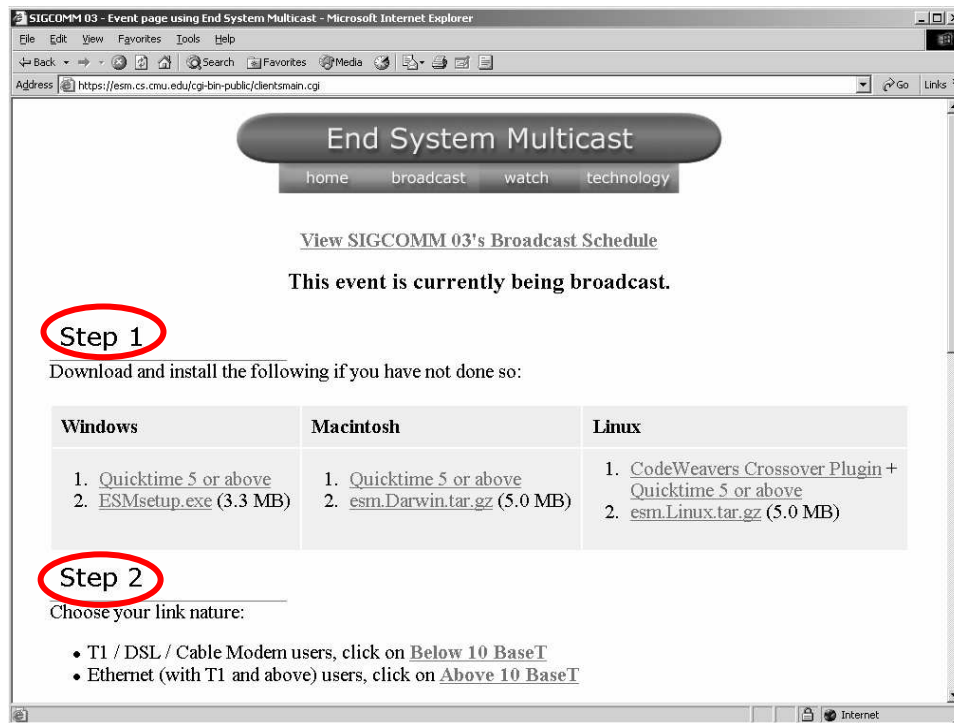 SIGCOMM 03 - Event page using End System Multicast - Microsoft Internet Explorer
File Edit View Favorites Tools Help
Back Search Favorites Media
Address https://esm.cs.cmu.edu/cgi-bin-public/clientsmain.cgi Go Links
End System Multicast
home broadcast watch technology
View SIGCOMM 03's Broadcast Schedule
This event is currently being broadcast.
Step 1
Download and install the following if you have not done so:
Windows Macintosh Linux
1. Quicktime 5 or above 1. Quicktime 5 or above 1. CodeWeavers Crossover Plugin +
Quicktime 5 or above
2. ESMsetup.exe (3.3 MB) 2. esm.Darwin.tar.gz (5.0 MB) 2. esm.Linux.tar.gz (5.0 MB)
Step 2
Choose your link nature:
• T1 / DSL / Cable Modem users, click on Below 10 BaseT
• Ethernet (with T1 and above) users, click on Above 10 BaseT
Internet